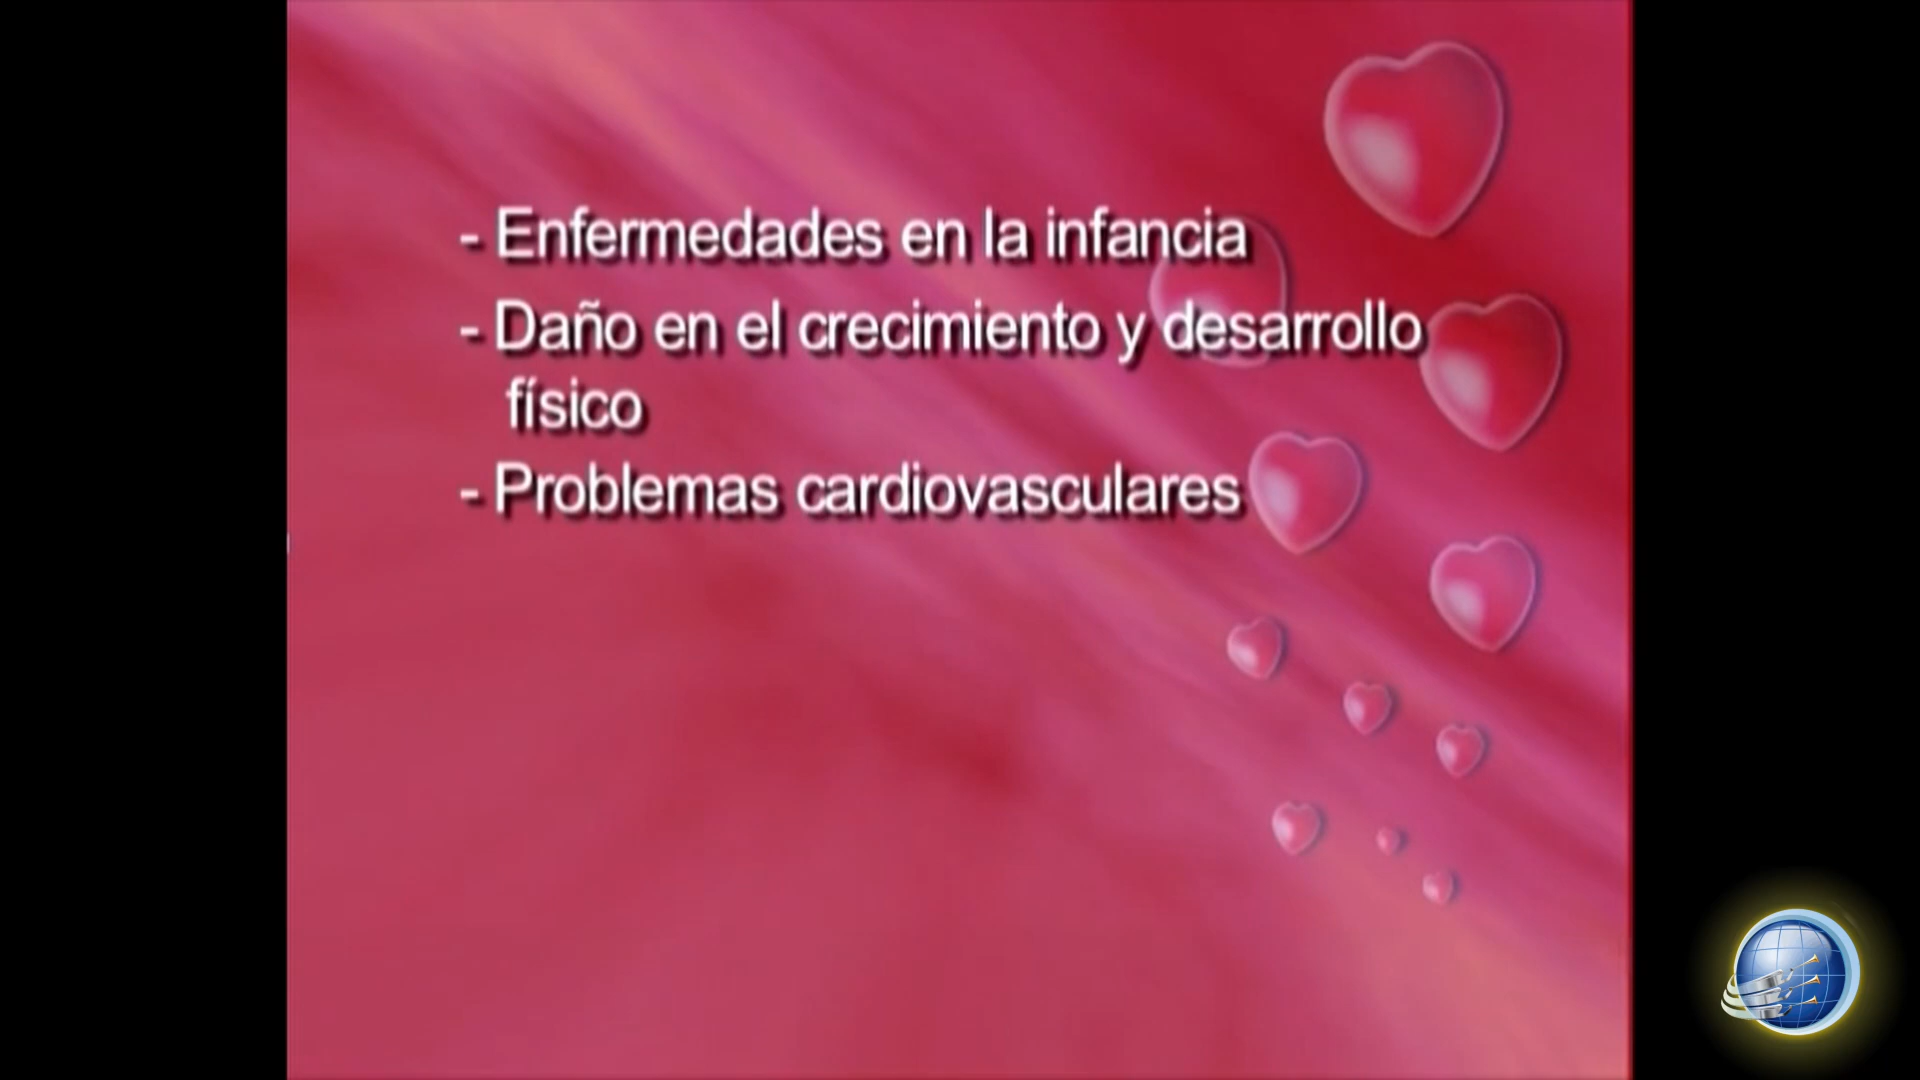 - Enfermedades en la infancia
- Daño en el crecimiento y desarrollo
físico
- Problemas cardiovasculares